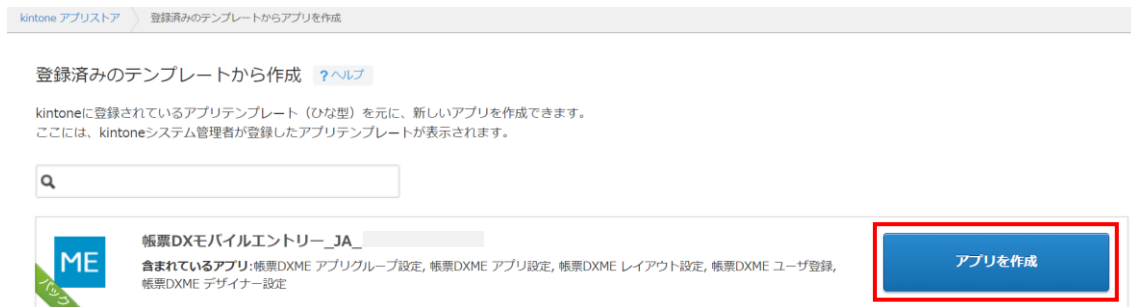 kintone アプリストア 登録済みのテンプレートからアプリを作成
登録済みのテンプレートから作成 ?ヘルプ
kintoneに登録されているアプリテンプレート（ひな型）を元に、新しいアプリを作成できます。
ここには、kintoneシステム管理者が登録したアプリテンプレートが表示されます。
帳票DXモバイルエントリー_JA_
ME
含まれているアプリ:帳票DXME アプリグループ設定, 帳票DXME アプリ設定, 帳票DXME レイアウト設定, 帳票DXME ユーザ登録,
帳票DXME デザイナー設定
パック
アプリを作成